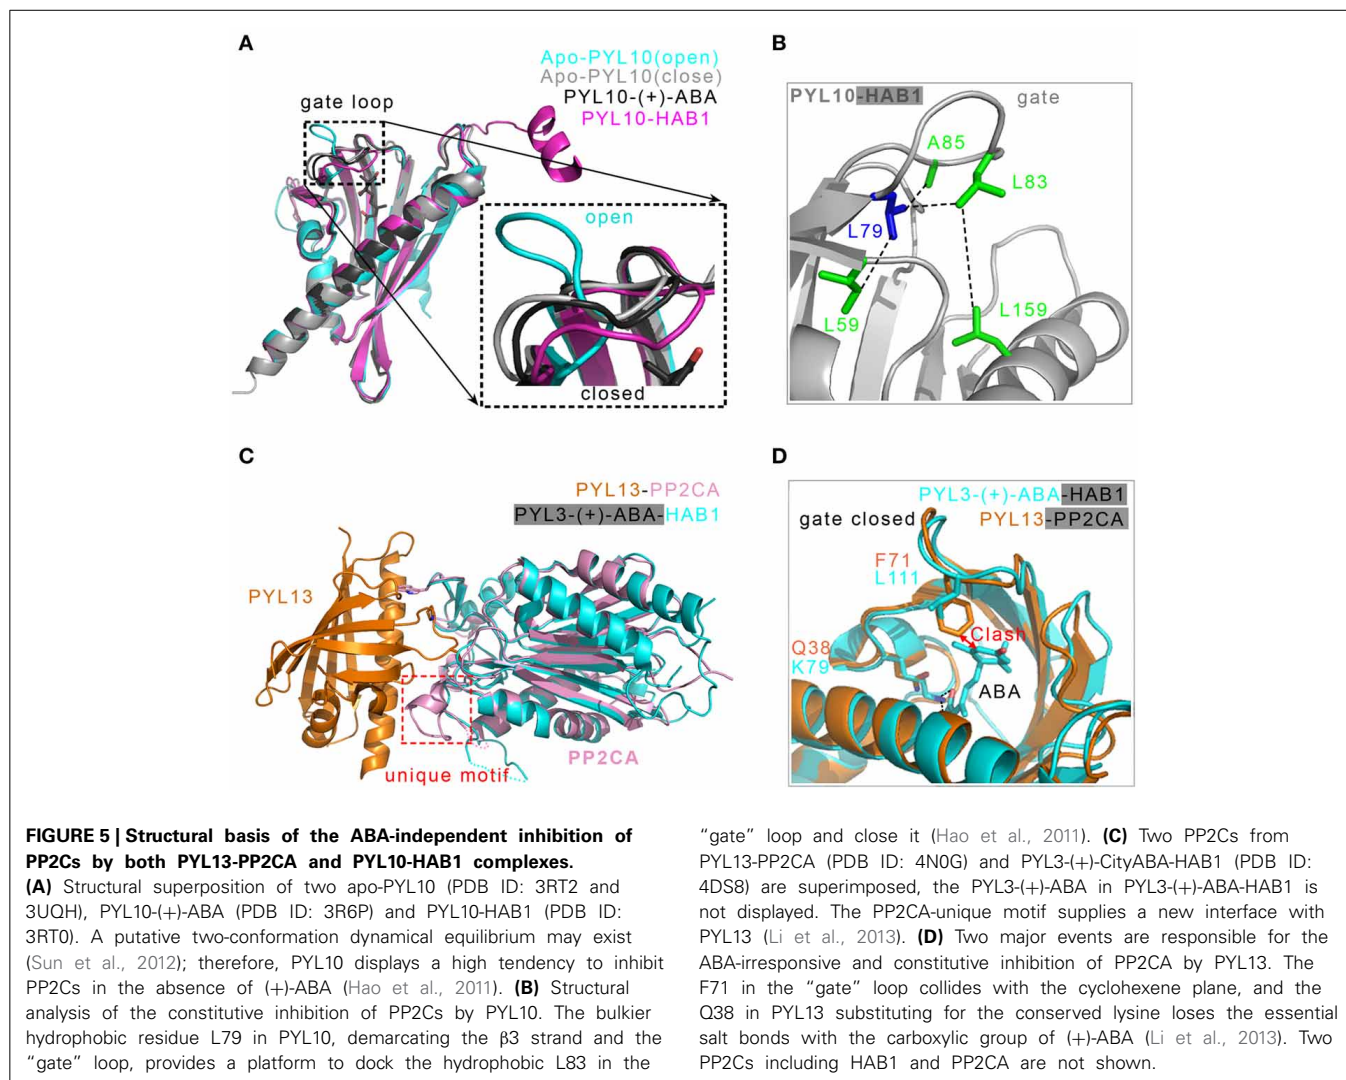 A
Apo-PYL10(open)
Apo-PYL10(close)
PYL10-(+)-ABA
PYL10-HAB1
gate loop
open
closed
B
PYL10-HAB1
gate
A85
L83
L79
L59
L159
C
PYL13-PP2CA
PYL3-(+)-ABA-HAB1
PYL13
PP2CA
unique motif
D
PYL3-(+)-ABA-HAB1
PYL13-PP2CA
gate closed
F71
L111
Clash
Q38
K79
ABA
FIGURE 5 | Structural basis of the ABA-independent inhibition of
PP2Cs by both PYL13-PP2CA and PYL10-HAB1 complexes.
(A) Structural superposition of two apo-PYL10 (PDB ID: 3RT2 and
3UQH), PYL10-(+)-ABA (PDB ID: 3R6P) and PYL10-HAB1 (PDB ID:
3RT0). A putative two-conformation dynamical equilibrium may exist
(Sun et al., 2012); therefore, PYL10 displays a high tendency to inhibit
PP2Cs in the absence of (+)-ABA (Hao et al., 2011). (B) Structural
analysis of the constitutive inhibition of PP2Cs by PYL10. The bulkier
hydrophobic residue L79 in PYL10, demarcating the β3 strand and the
“gate” loop, provides a platform to dock the hydrophobic L83 in the
“gate” loop and close it (Hao et al., 2011). (C) Two PP2Cs from
PYL13-PP2CA (PDB ID: 4N0G) and PYL3-(+)-CityABA-HAB1 (PDB ID:
4DS8) are superimposed, the PYL3-(+)-ABA in PYL3-(+)-ABA-HAB1 is
not displayed. The PP2CA-unique motif supplies a new interface with
PYL13 (Li et al., 2013). (D) Two major events are responsible for the
ABA-irresponsive and constitutive inhibition of PP2CA by PYL13. The
F71 in the “gate” loop collides with the cyclohexene plane, and the
Q38 in PYL13 substituting for the conserved lysine loses the essential
salt bonds with the carboxylic group of (+)-ABA (Li et al., 2013). Two
PP2Cs including HAB1 and PP2CA are not shown.